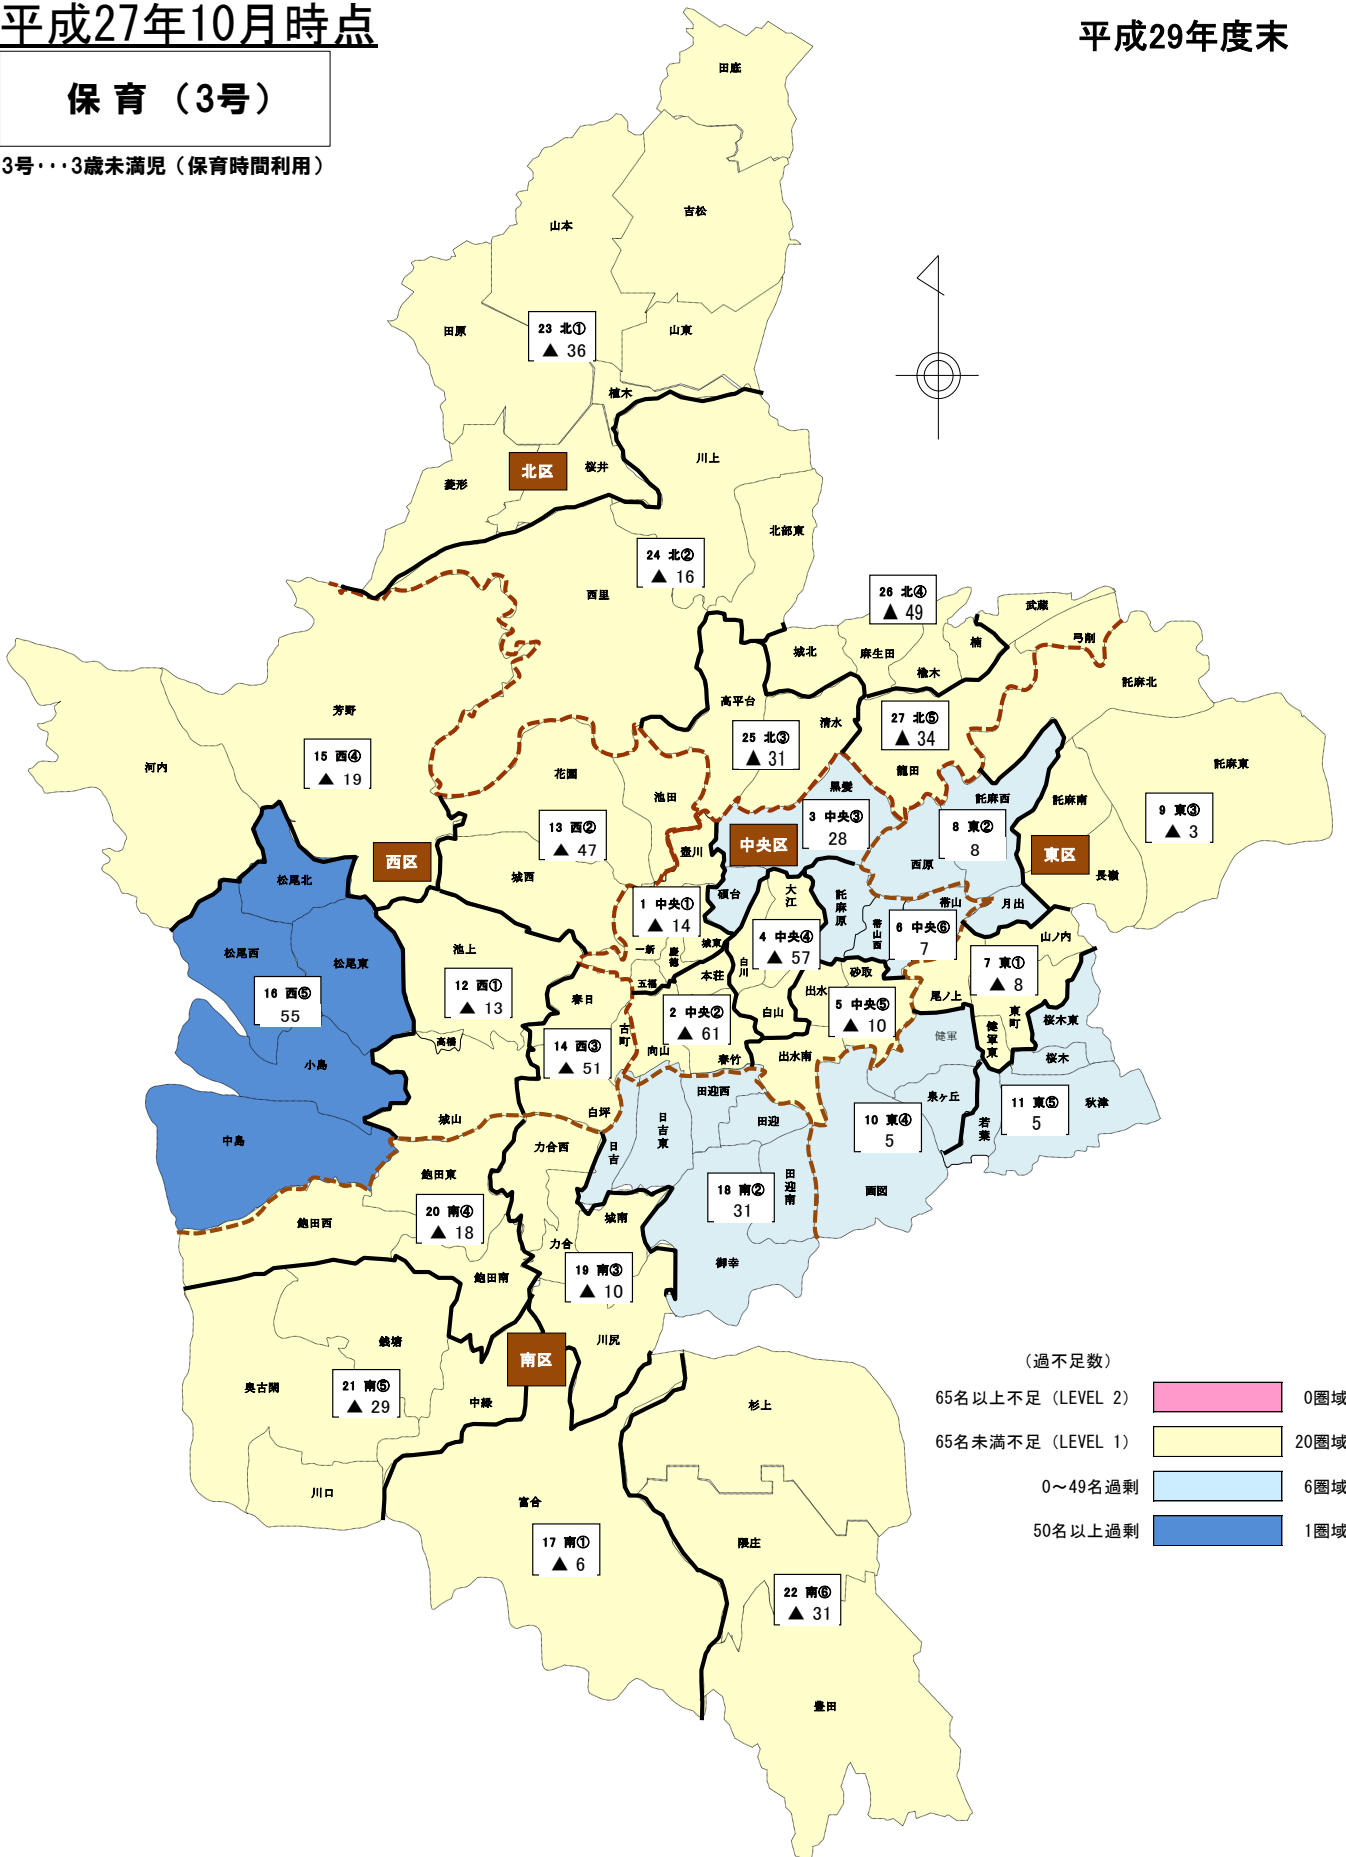 平成27年10月時点
平成29年度末
保 育 （3号）
3号･･･3歳未満児（保育時間利用）
田底
吉松
山本
山東
田原
23 北①
▲ 36
植木
川上
桜井
北区
菱形
北部東
24 北②
▲ 16
西里
26 北④
▲ 49
武蔵
弓削
楠
城北
麻生田
楡木
託麻北
高平台
清水
芳野
27 北⑤
▲ 34
25 北③
▲ 31
15 西④
▲ 19
河内
花園
池田
龍田
託麻東
黒髪
託麻西
託麻南
9 東③
▲ 3
3 中央③
28
8 東②
8
13 西②
▲ 47
中央区
東区
西区
壺川
西原
長嶺
城西
松尾北
碩台
大江
託麻原
帯山
月出
1 中央①
▲ 14
帯山西
6 中央⑥
7
4 中央④
▲ 57
山ノ内
城東
一新
慶徳
池上
松尾西
松尾東
7 東①
▲ 8
白川
本荘
砂取
五福
12 西①
▲ 13
16 西⑤
55
春日
出水
尾ノ上
2 中央②
▲ 61
5 中央⑤
▲ 10
白山
東町
桜木東
古町
健軍
健軍東
高橋
14 西③
▲ 51
向山
春竹
出水南
桜木
小島
田迎西
泉ヶ丘
11 東⑤
5
秋津
白坪
10 東④
5
城山
田迎
日吉東
若葉
中島
力合西
日吉
飽田東
18 南②
31
田迎南
画図
20 南④
▲ 18
飽田西
城南
力合
御幸
19 南③
▲ 10
飽田南
銭塘
川尻
南区
（過不足数）
奥古閑
21 南⑤
▲ 29
65名以上不足（LEVEL 2）
0圏域
中緑
杉上
65名未満不足（LEVEL 1）
20圏域
0～49名過剰
6圏域
川口
富合
50名以上過剰
1圏域
17 南①
▲ 6
隈庄
22 南⑥
▲ 31
豊田